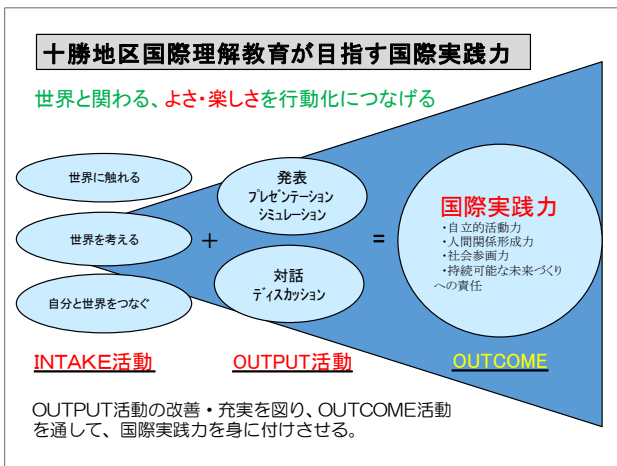 十勝地区国際理解教育が目指す国際実践力
世界と関わる、よさ・楽しさを行動化につなげる
世界に触れる
世界を考える
自分と世界をつなぐ
+
発表
ﾌﾟﾚｾﾞﾝﾃｰｼｮﾝ
ｼﾐｭﾚｰｼｮﾝ
対話
ﾃﾞｨｽｶｯｼｮﾝ
=
国際実践力
・自立的活動力
・人間関係形成力
・社会参画力
・持続可能な未来づくり
への責任
INTAKE活動
OUTPUT活動
OUTCOME
OUTPUT活動の改善・充実を図り、OUTCOME活動
を通して、国際実践力を身に付けさせる。